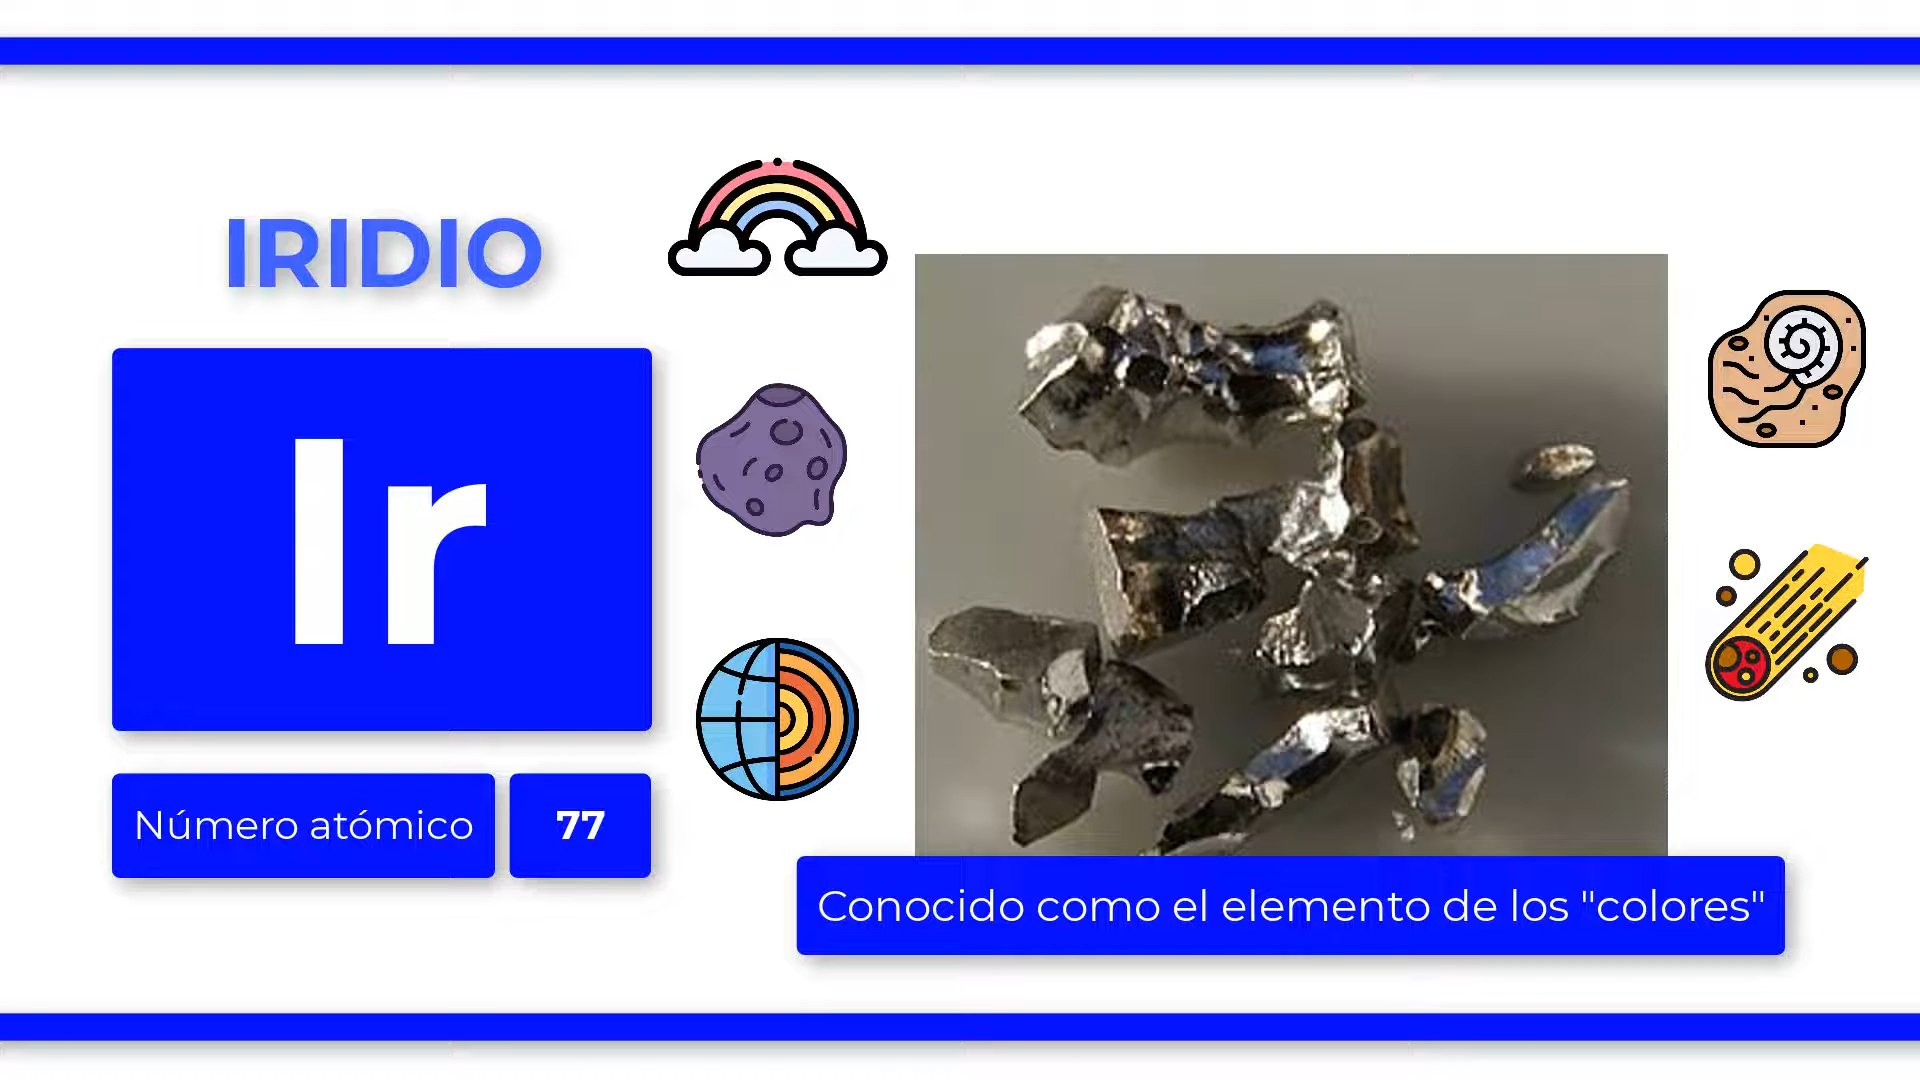 IRIDIO
Ir
Número atómico
77
Conocido como el elemento de los "colores"